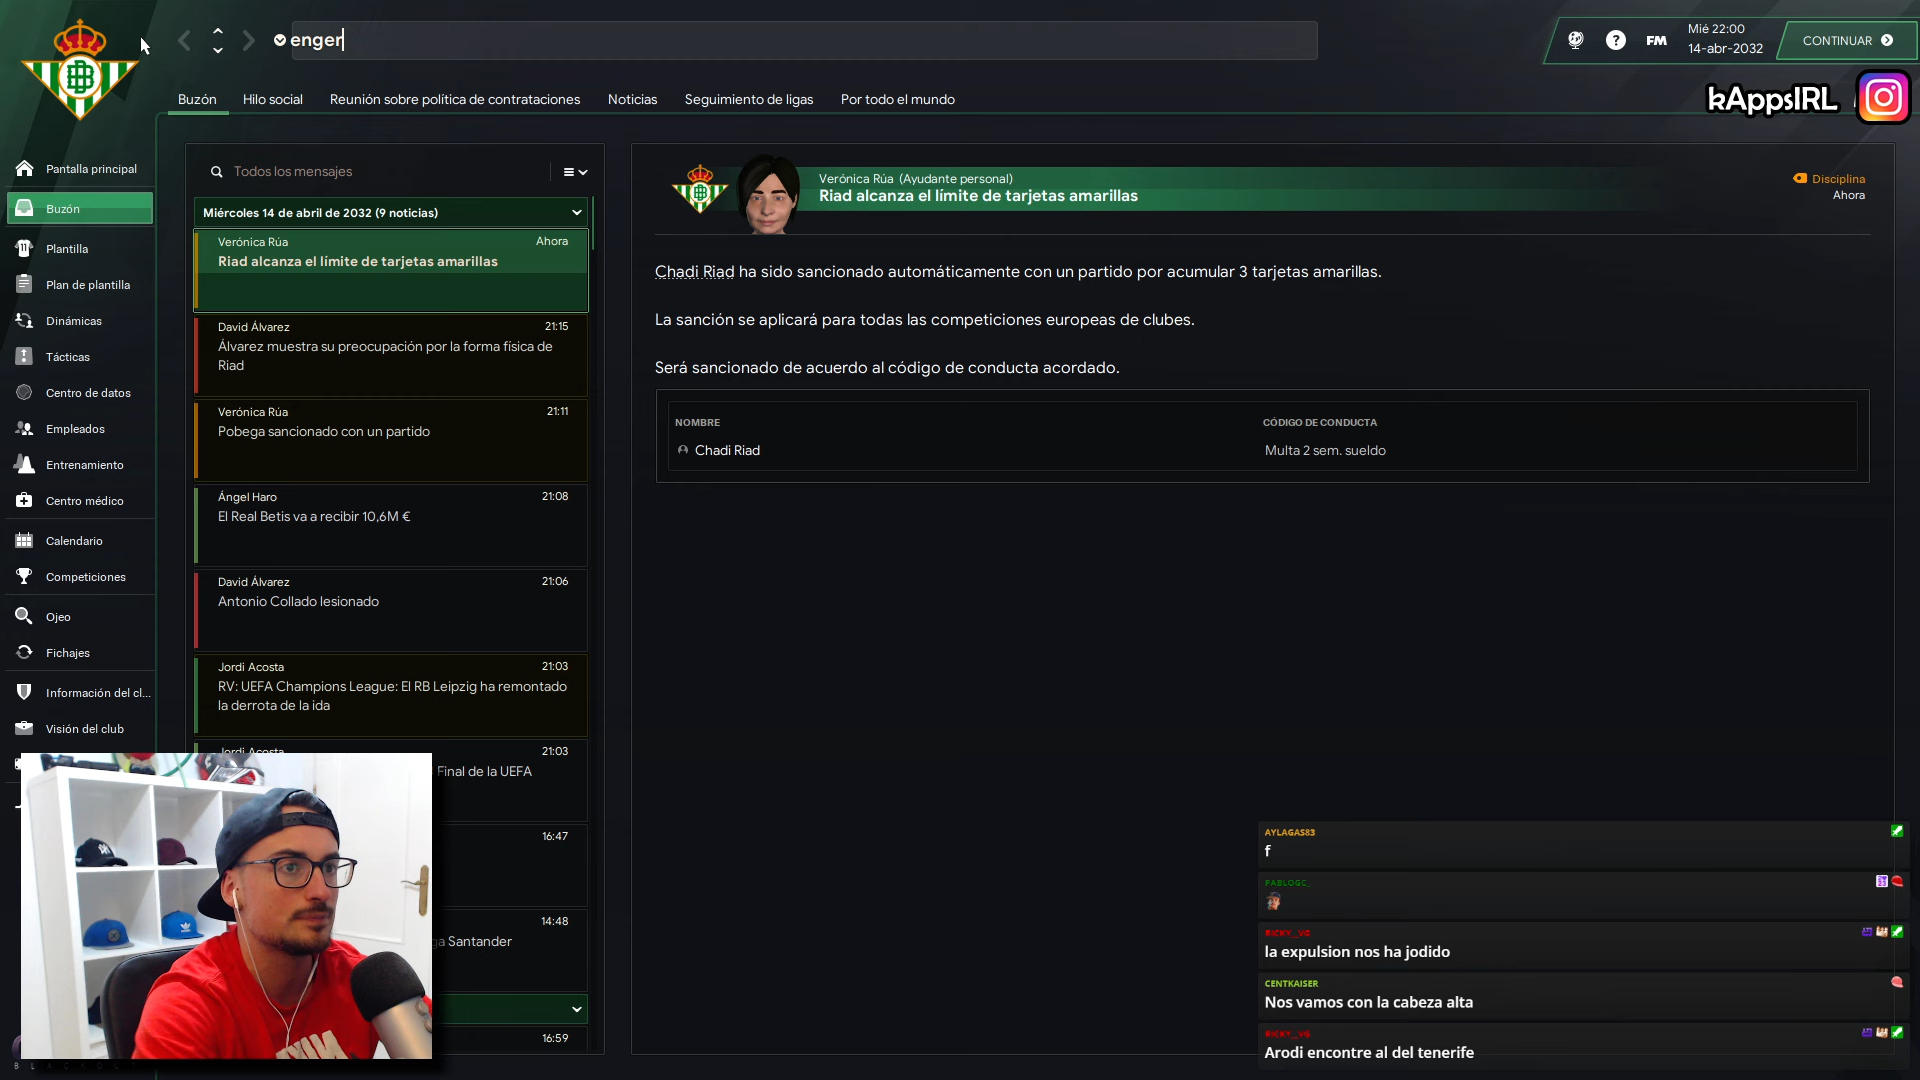 enger
Mié 22:00
14-abr-2032
FM
CONTINUAR
Buzón
Hilo social
Reunión sobre política de contrataciones
Noticias
Seguimiento de ligas
Por todo el mundo
kAppsIRL
Pantalla principal
Buzón
Plantilla
Plan de plantilla
Dinámicas
Tácticas
Centro de datos
Empleados
Entrenamiento
Centro médico
Calendario
Competiciones
Ojeo
Fichajes
Información del cl...
Visión del club
Todos los mensajes
Miércoles 14 de abril de 2032 (9 noticias)
Verónica Rúa
Ahora
Riad alcanza el límite de tarjetas amarillas
David Álvarez
21:15
Álvarez muestra su preocupación por la forma física de
Riad
Verónica Rúa
21:11
Pobega sancionado con un partido
Ángel Haro
21:08
El Real Betis va a recibir 10,6M €
David Álvarez
21:06
Antonio Collado lesionado
Jordi Acosta
21:03
RV: UEFA Champions League: El RB Leipzig ha remontado
la derrota de la ida
Jordi Acosta
21:03
Final de la UEFA
16:47
14:48
ga Santander
16:59
Verónica Rúa (Ayudante personal)
Riad alcanza el límite de tarjetas amarillas
Disciplina
Ahora
Chadi Riad ha sido sancionado automáticamente con un partido por acumular 3 tarjetas amarillas.
La sanción se aplicará para todas las competiciones europeas de clubes.
Será sancionado de acuerdo al código de conducta acordado.
NOMBRE
CÓDIGO DE CONDUCTA
Chadi Riad
Multa 2 sem. sueldo
AYLAGAS83
f
PABLOGC_
RICKY_VG
la expulsion nos ha jodido
CENTKAISER
Nos vamos con la cabeza alta
RICKY_VG
Arodi encontre al del tenerife